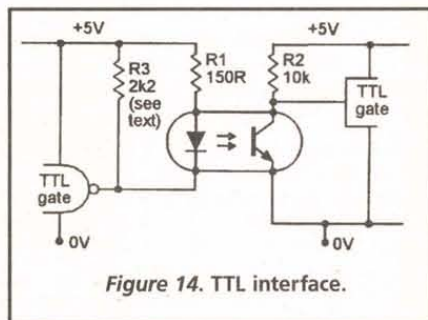 +5V
+5V
R1
150R
R2
10k
R3
2k2
(see
text)
TTL
gate
TTL
gate
0V
0V
Figure 14. TTL interface.